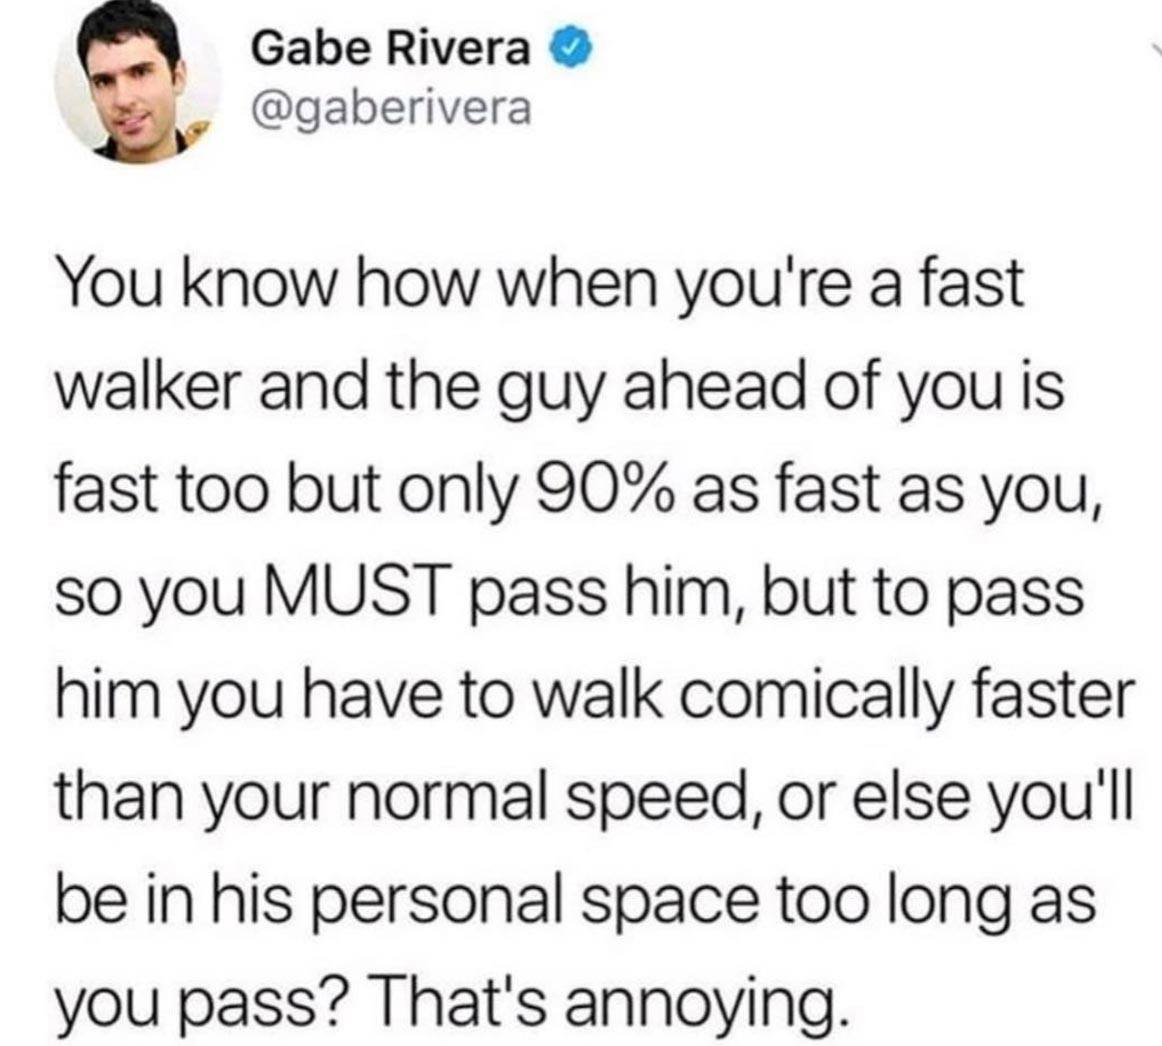 Gabe Rivera
@gaberivera
You know how when you're a fast
walker and the guy ahead of you is
fast too but only 90% as fast as you,
so you MUST pass him, but to pass
him you have to walk comically faster
than your normal speed, or else you'll
be in his personal space too long as
you pass? That's annoying.